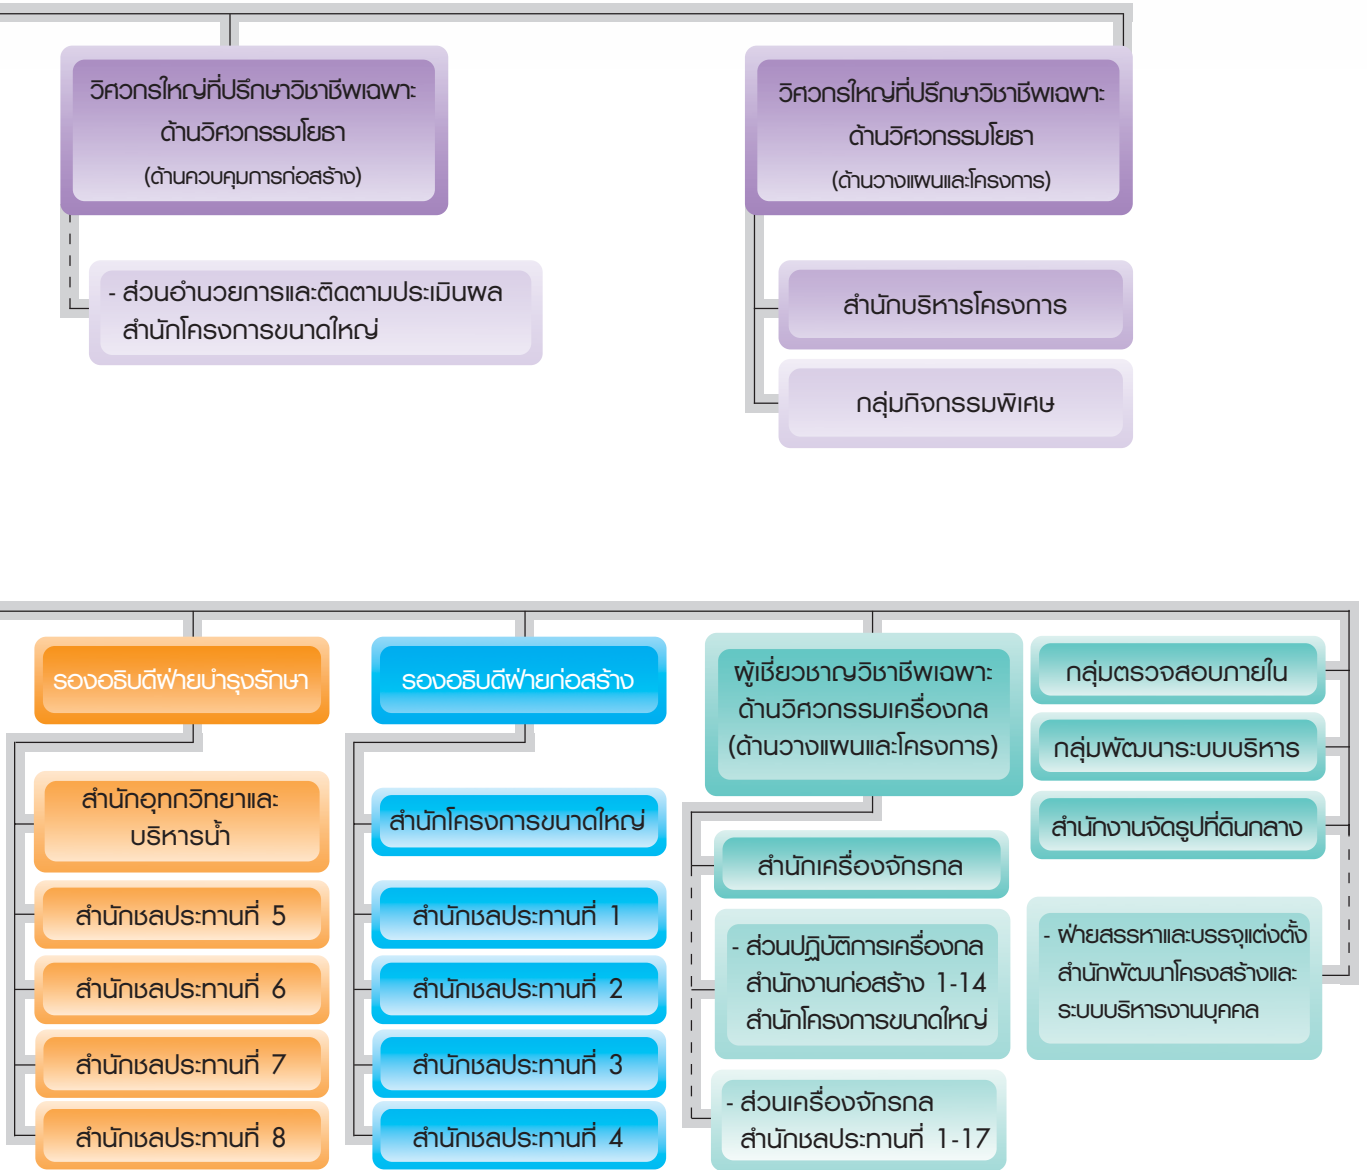 วิศวกรใหญ่ที่ปรึกษาวิชาชีพเฉพาะ
ด้านวิศวกรรมโยธา
(ด้านควบคุมการก่อสร้าง)
- ส่วนอำนวยการและติดตามประเมินผล
สำนักโครงการขนาดใหญ่
วิศวกรใหญ่ที่ปรึกษาวิชาชีพเฉพาะ
ด้านวิศวกรรมโยธา
(ด้านวางแผนและโครงการ)
สำนักบริหารโครงการ
กลุ่มกิจกรรมพิเศษ
รองอธิบดีฝ่ายบำรุงรักษา
สำนักอุทกวิทยาและ
บริหารน้ำ
สำนักชลประทานที่ 5
สำนักชลประทานที่ 6
สำนักชลประทานที่ 7
สำนักชลประทานที่ 8
รองอธิบดีฝ่ายก่อสร้าง
สำนักโครงการขนาดใหญ่
สำนักชลประทานที่ 1
สำนักชลประทานที่ 2
สำนักชลประทานที่ 3
สำนักชลประทานที่ 4
ผู้เชี่ยวชาญวิชาชีพเฉพาะ
ด้านวิศวกรรมเครื่องกล
(ด้านวางแผนและโครงการ)
สำนักเครื่องจักรกล
- ส่วนปฏิบัติการเครื่องกล
สำนักงานก่อสร้าง 1-14
สำนักโครงการขนาดใหญ่
- ส่วนเครื่องจักรกล
สำนักชลประทานที่ 1-17
กลุ่มตรวจสอบภายใน
กลุ่มพัฒนาระบบบริหาร
สำนักงานจัดรูปที่ดินกลาง
- ฝ่ายสรรหาและบรรจุแต่งตั้ง
สำนักพัฒนาโครงสร้างและ
ระบบบริหารงานบุคคล